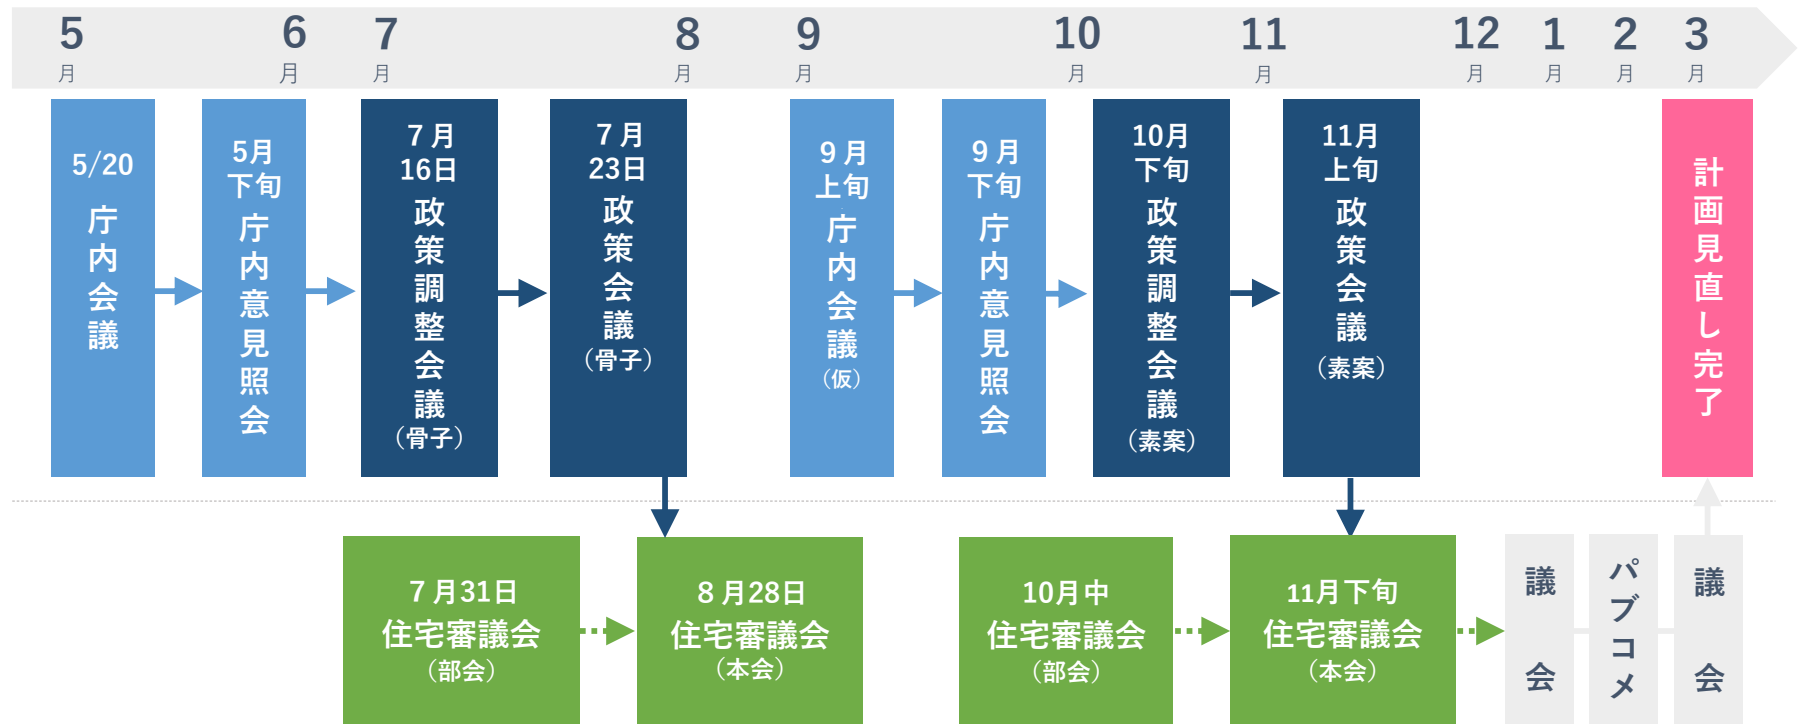 5月 6月 7月 8月 9月 10月 11月 12月 1月 2月 3月
5/20
庁内会議
5月
下旬
庁内意見照会
7月
16日
政策調整会議
（骨子）
7月
23日
政策会議
（骨子）
9月
上旬
庁内会議
（仮）
9月
下旬
庁内意見照会
10月
下旬
政策調整会議
（素案）
11月
上旬
政策会議
（素案）
計画見直し完了
7月31日
住宅審議会
（部会）
8月28日
住宅審議会
（本会）
10月中
住宅審議会
（部会）
11月下旬
住宅審議会
（本会）
議会
パブコメ
議会